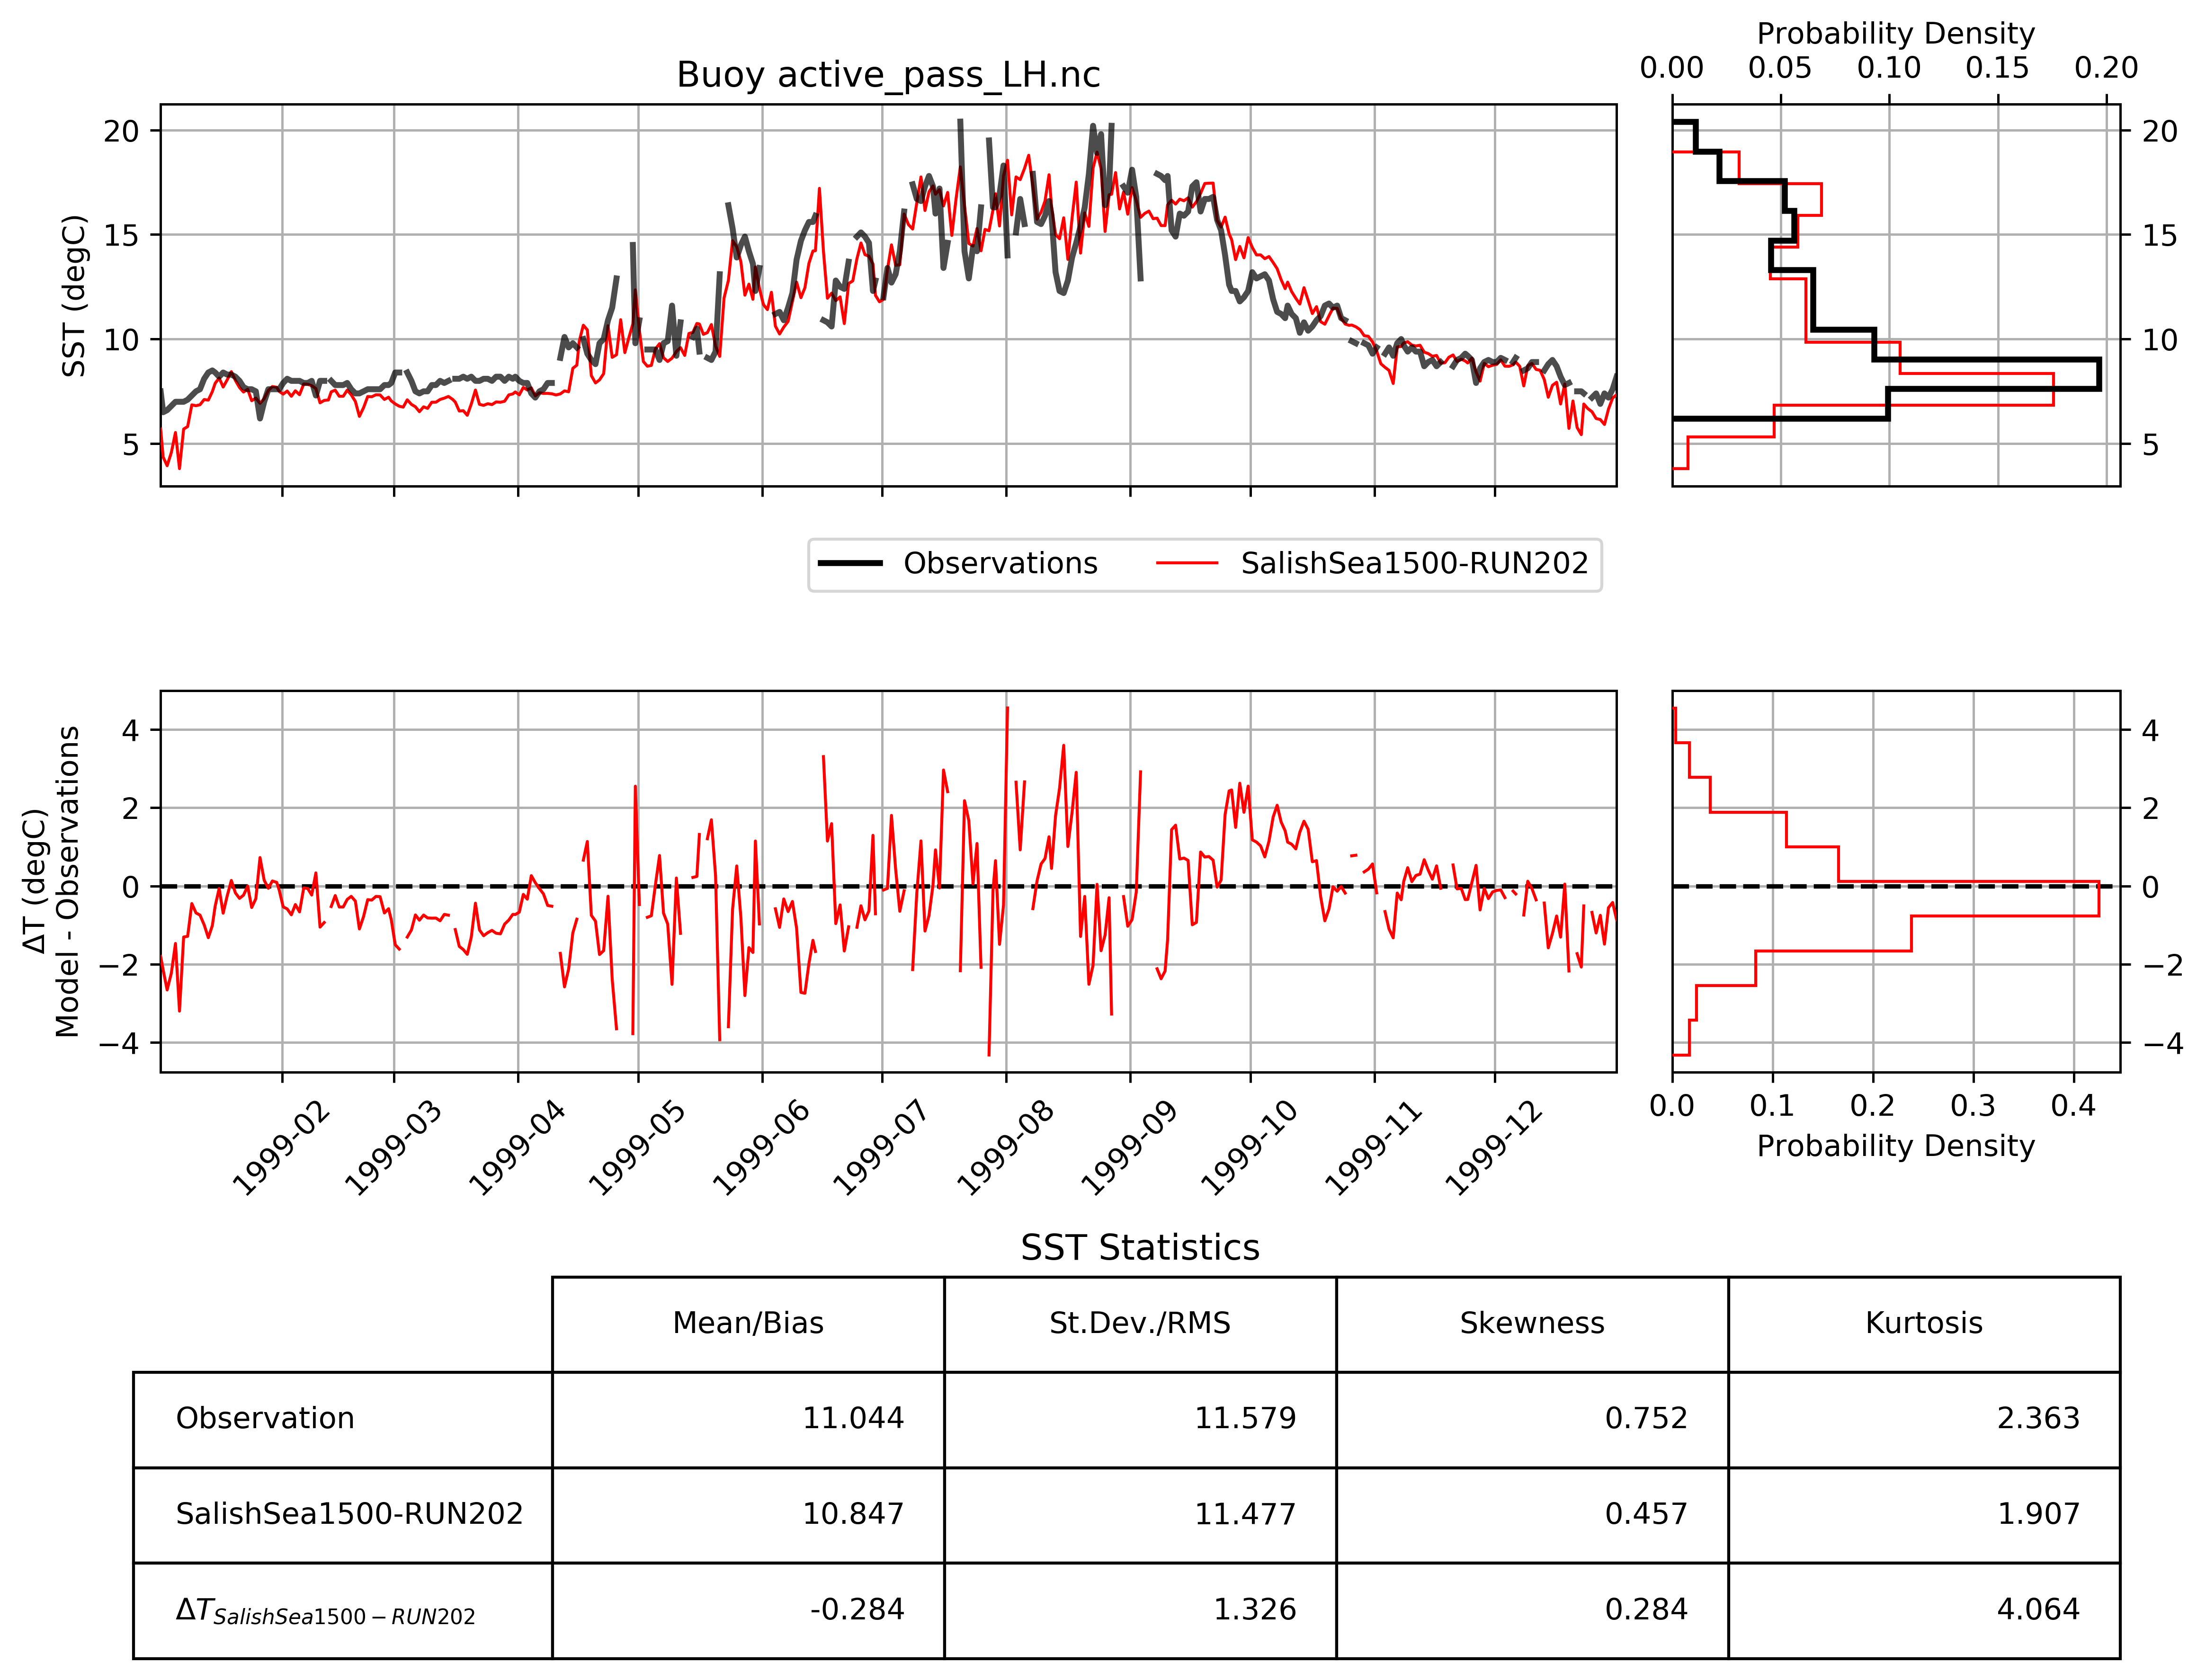 Probability Density
0.00 0.05 0.10 0.15 0.20
Buoy active_pass_LH.nc
SST (degC)
20 15 10 5
20 15 10 5
Observations SalishSea1500-RUN202
ΔT (degC)
Model - Observations
4 2 0 −2 −4
4 2 0 −2 −4
1999-02 1999-03 1999-04 1999-05 1999-06 1999-07 1999-08 1999-09 1999-10 1999-11 1999-12
0.0 0.1 0.2 0.3 0.4
Probability Density
SST Statistics
Mean/Bias St.Dev./RMS Skewness Kurtosis
Observation 11.044 11.579 0.752 2.363
SalishSea1500-RUN202 10.847 11.477 0.457 1.907
ΔT SalishSea1500−RUN202 -0.284 1.326 0.284 4.064